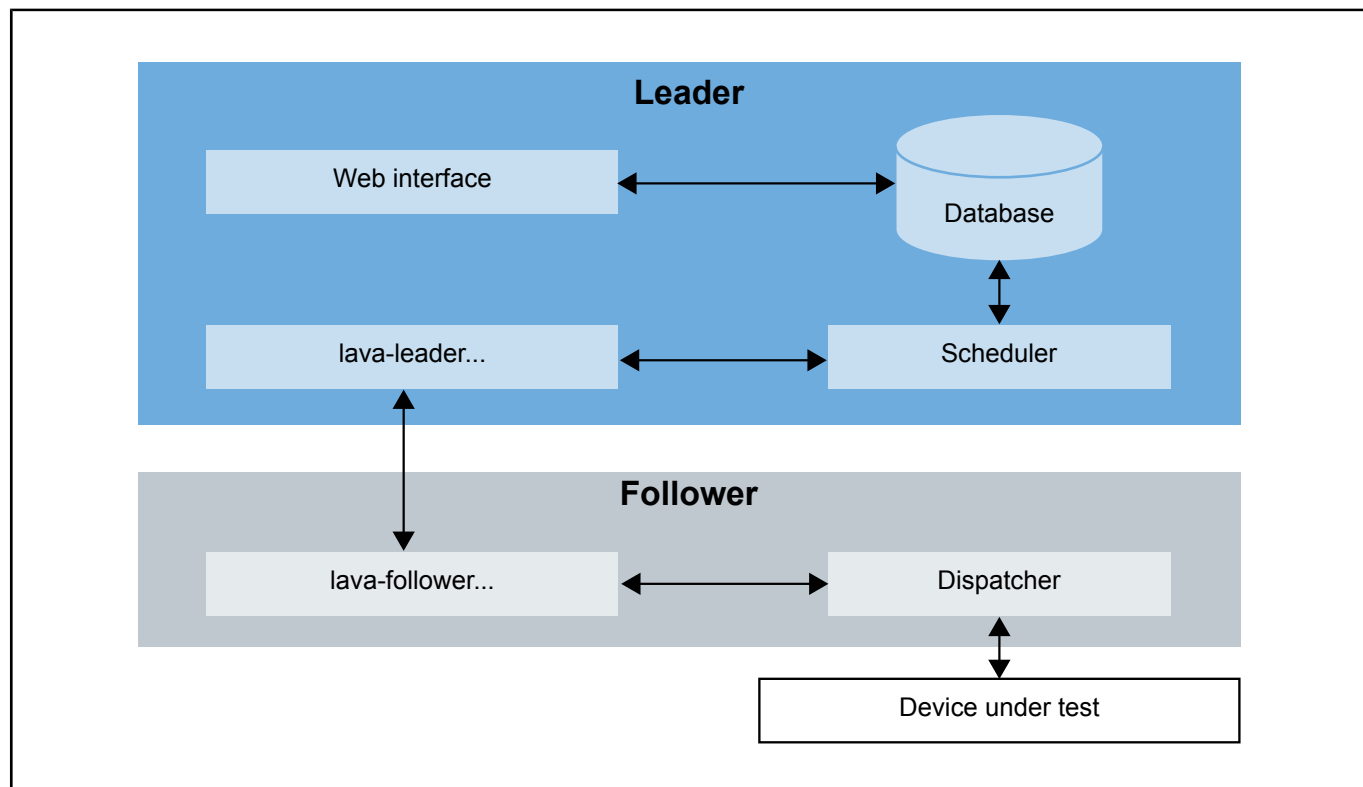 Leader
Web interface
Database
lava-leader...
Scheduler
Follower
lava-follower...
Dispatcher
Device under test